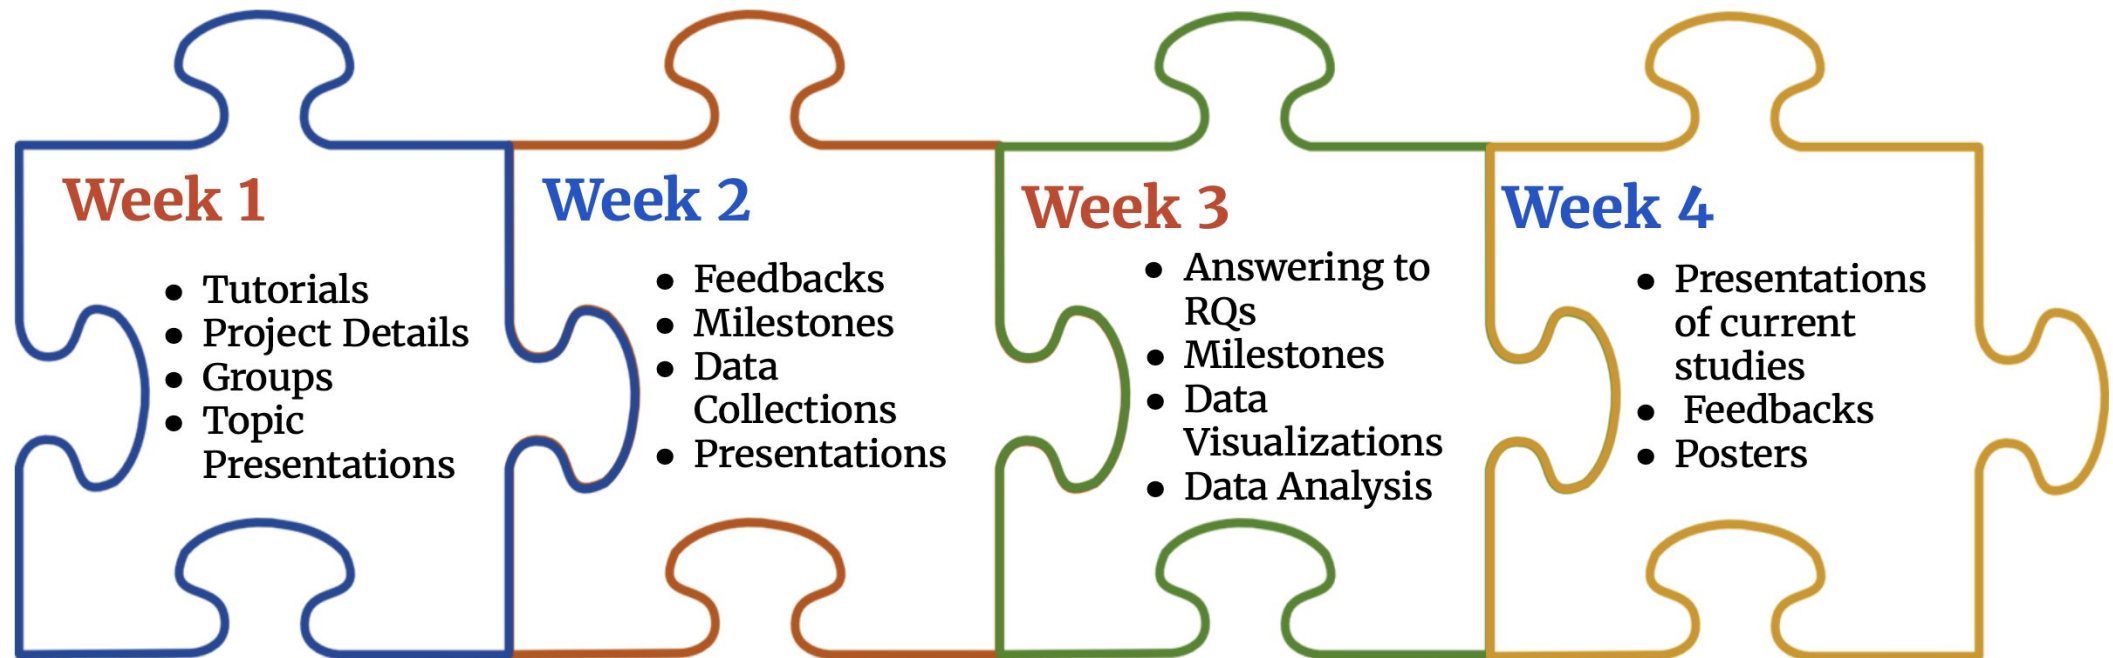 Week 1
• Tutorials
• Project Details
• Groups
• Topic
Presentations
Week 2
• Feedbacks
• Milestones
• Data
Collections
• Presentations
Week 3
• Answering to
RQs
• Milestones
• Data
Visualizations
• Data Analysis
Week 4
• Presentations
of current
studies
• Feedbacks
• Posters